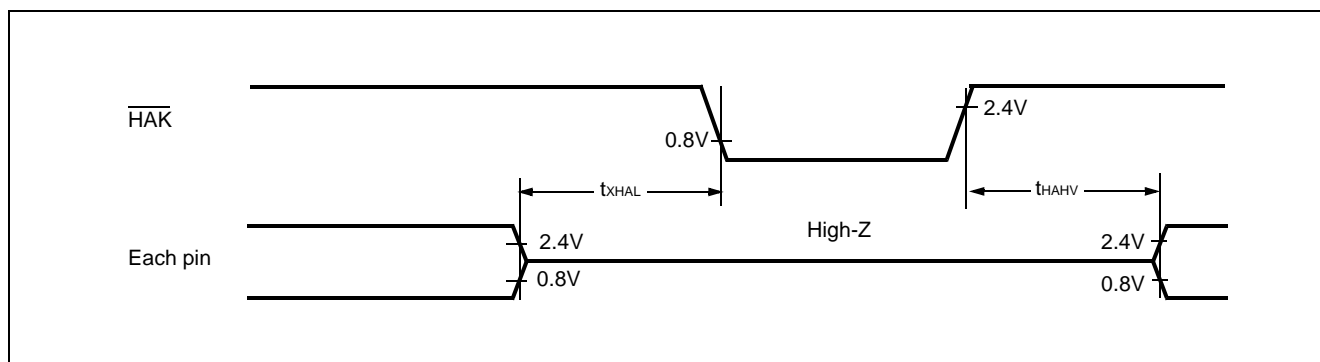 HAK
2.4V
0.8V
tXHAL
tHAHV
High-Z
Each pin
2.4V
2.4V
0.8V
0.8V